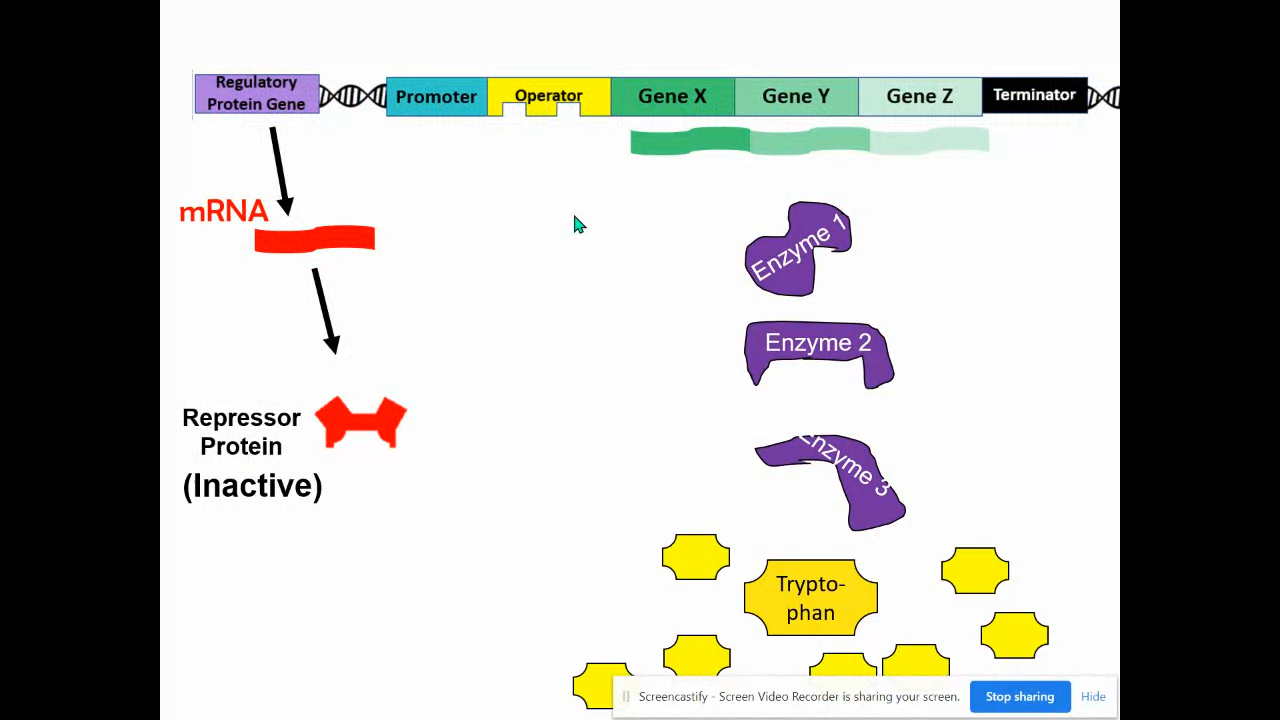 Regulatory
Protein Gene
Promoter
Operator
Gene X
Gene Y
Gene Z
Terminator
mRNA
Enzyme 1
Enzyme 2
Repressor
Protein
(Inactive)
Enzyme 3
Trypto-
phan
Screencastify - Screen Video Recorder is sharing your screen.
Stop sharing
Hide